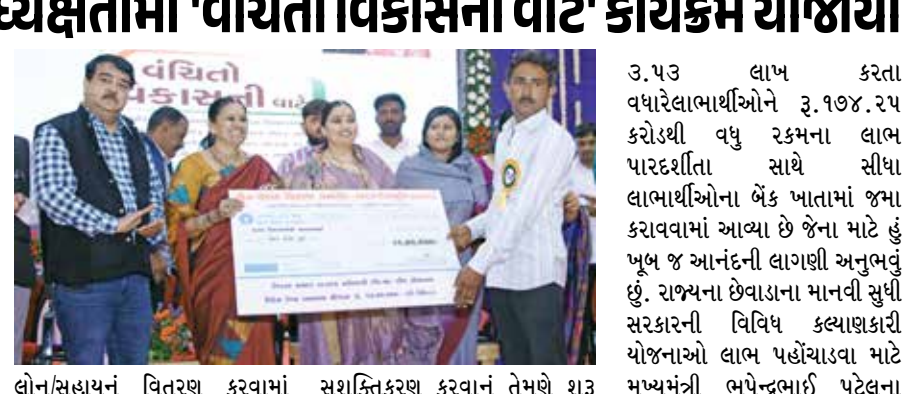 ધ્યક્ષતામાં 'વંચિતો વિકાસની વાટે' કાર્યક્રમ યોજાયો
વંચિતો
વિકાસની વાટે
૩.૫૩ લાખ કરતા
વધારેલાભાર્થીઓને રૂ.૧૭૪.૨૫
કરોડથી વધુ રકમના લાભ
પારદર્શીતા સાથે સીધા
લાભાર્થીઓના બેંક ખાતામાં જમા
કરાવવામાં આવ્યા છે જેના માટે હું
ખૂબ જ આનંદની લાગણી અનુભવું
છું. રાજ્યના છેવાડાના માનવી સુધી
સરકારની વિવિધ કલ્યાણકારી
યોજનાઓ લાભ પહોંચાડવા માટે
મુખ્યમંત્રી ભૂપેન્દ્રભાઈ પટેલના
લોન/સહાયનું વિતરણ કરવામાં
સશક્તિકરણ કરવાનું તેમણે શરૂ